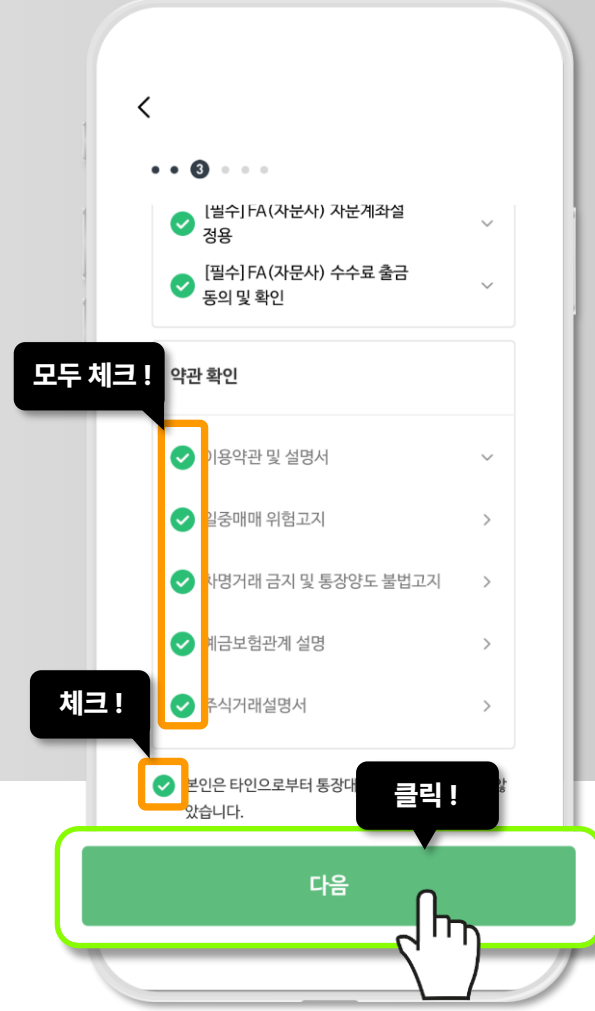 3
[필수] FA(자문사) 자문계좌설
정용
[필수] FA(자문사) 수수료 출금
동의 및 확인
모두 체크 !
약관 확인
이용약관 및 설명서
일중매매 위험고지
차명거래 금지 및 통장양도 불법고지
예금보험관계 설명
주식거래설명서
체크 !
본인은 타인으로부터 통장대
았습니다.
클릭 !
다음